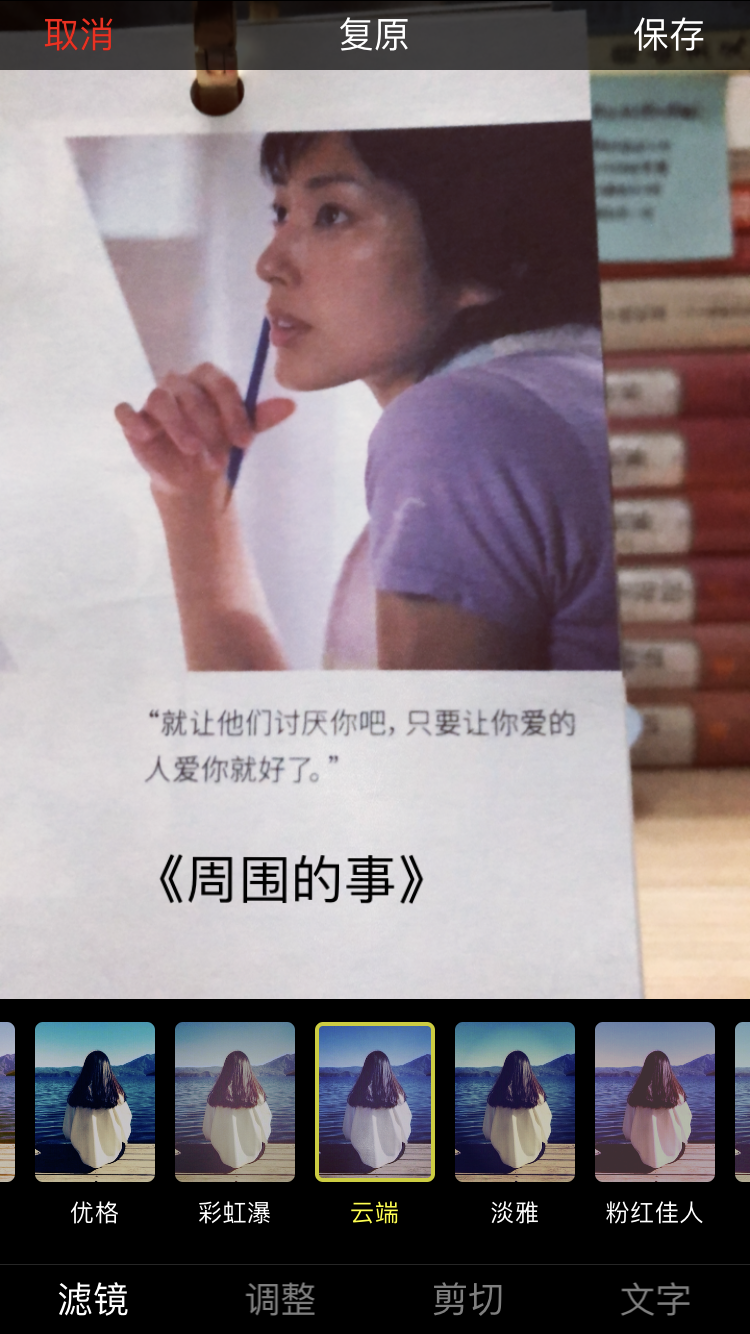 取消
复原
保存
“就让他们讨厌你吧, 只要让你爱的
人爱你就好了。”
《周围的事》
优格
彩虹瀑
云端
淡雅
粉红佳人
滤镜
调整
剪切
文字